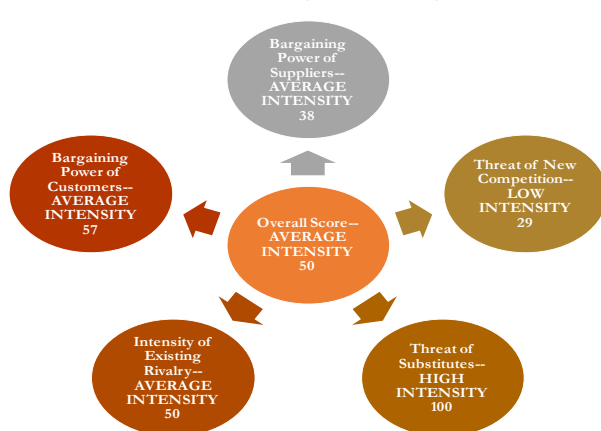 Bargaining
Power of
Suppliers--
AVERAGE
INTENSITY
38
Bargaining
Power of
Customers--
AVERAGE
INTENSITY
57
Threat of New
Competition--
LOW
INTENSITY
29
Overall Score--
AVERAGE
INTENSITY
50
Intensity of
Existing
Rivalry--
AVERAGE
INTENSITY
50
Threat of
Substitutes--
HIGH
INTENSITY
100